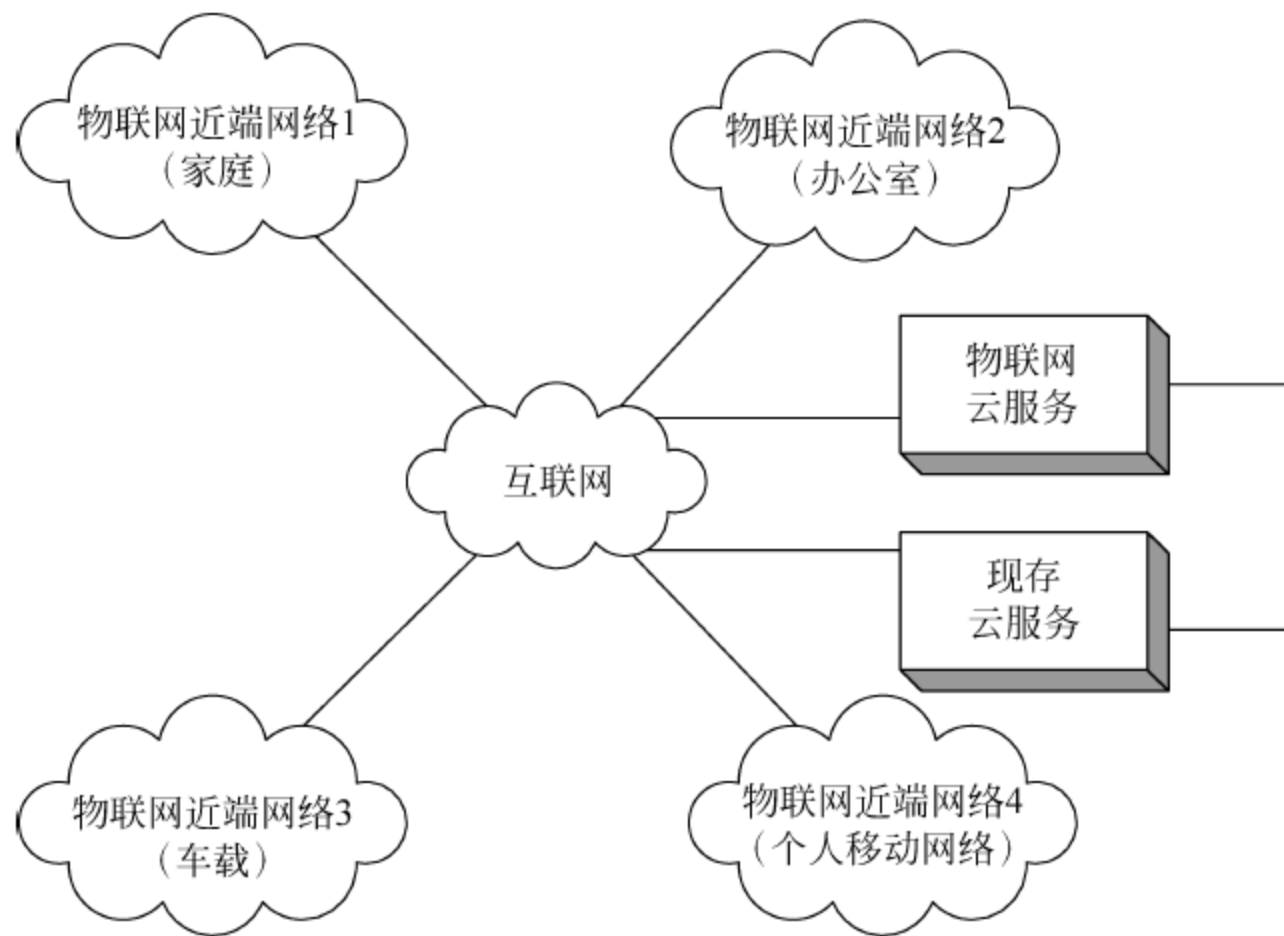 物联网近端网络1
（家庭）
物联网近端网络2
（办公室）
物联网
云服务
互联网
现存
云服务
物联网近端网络3
（车载）
物联网近端网络4
（个人移动网络）